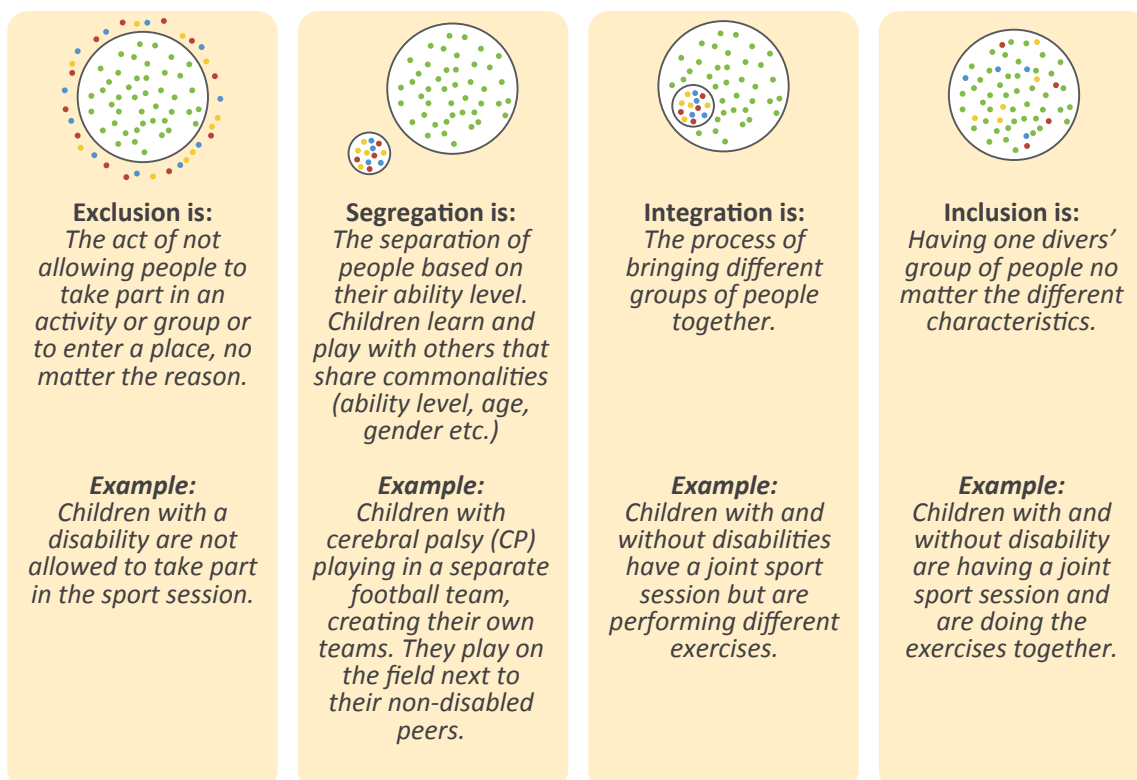 Exclusion is:
The act of not
allowing people to
take part in an
activity or group or
to enter a place, no
matter the reason.
Example:
Children with a
disability are not
allowed to take part
in the sport session.
Segregation is:
The separation of
people based on
their ability level.
Children learn and
play with others that
share commonalities
(ability level, age,
gender etc.)
Example:
Children with
cerebral palsy (CP)
playing in a separate
football team,
creating their own
teams. They play on
the field next to
their non-disabled
peers.
Integration is:
The process of
bringing different
groups of people
together.
Example:
Children with and
without disabilities
have a joint sport
session but are
performing different
exercises.
Inclusion is:
Having one divers’
group of people no
matter the different
characteristics.
Example:
Children with and
without disability
are having a joint
sport session and
are doing the
exercises together.